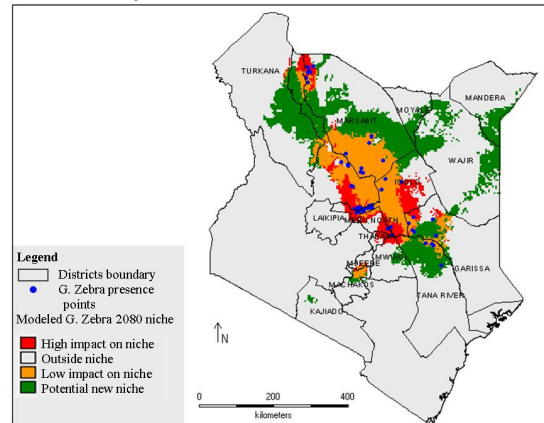 TURKANA
MOYALE
MANDERA
MARSABIT
WAJIR
ISIOLO
LAIKIPIA
MERU NORTH
THARAKA
MWINGI
MBEERE
GARISSA
MACHAKOS
TANA RIVER
KAJIADO
Legend
Districts boundary
G. Zebra presence
points
Modeled G. Zebra 2080 niche
High impact on niche
Outside niche
Low impact on niche
Potential new niche
N
0 200 400
kilometers